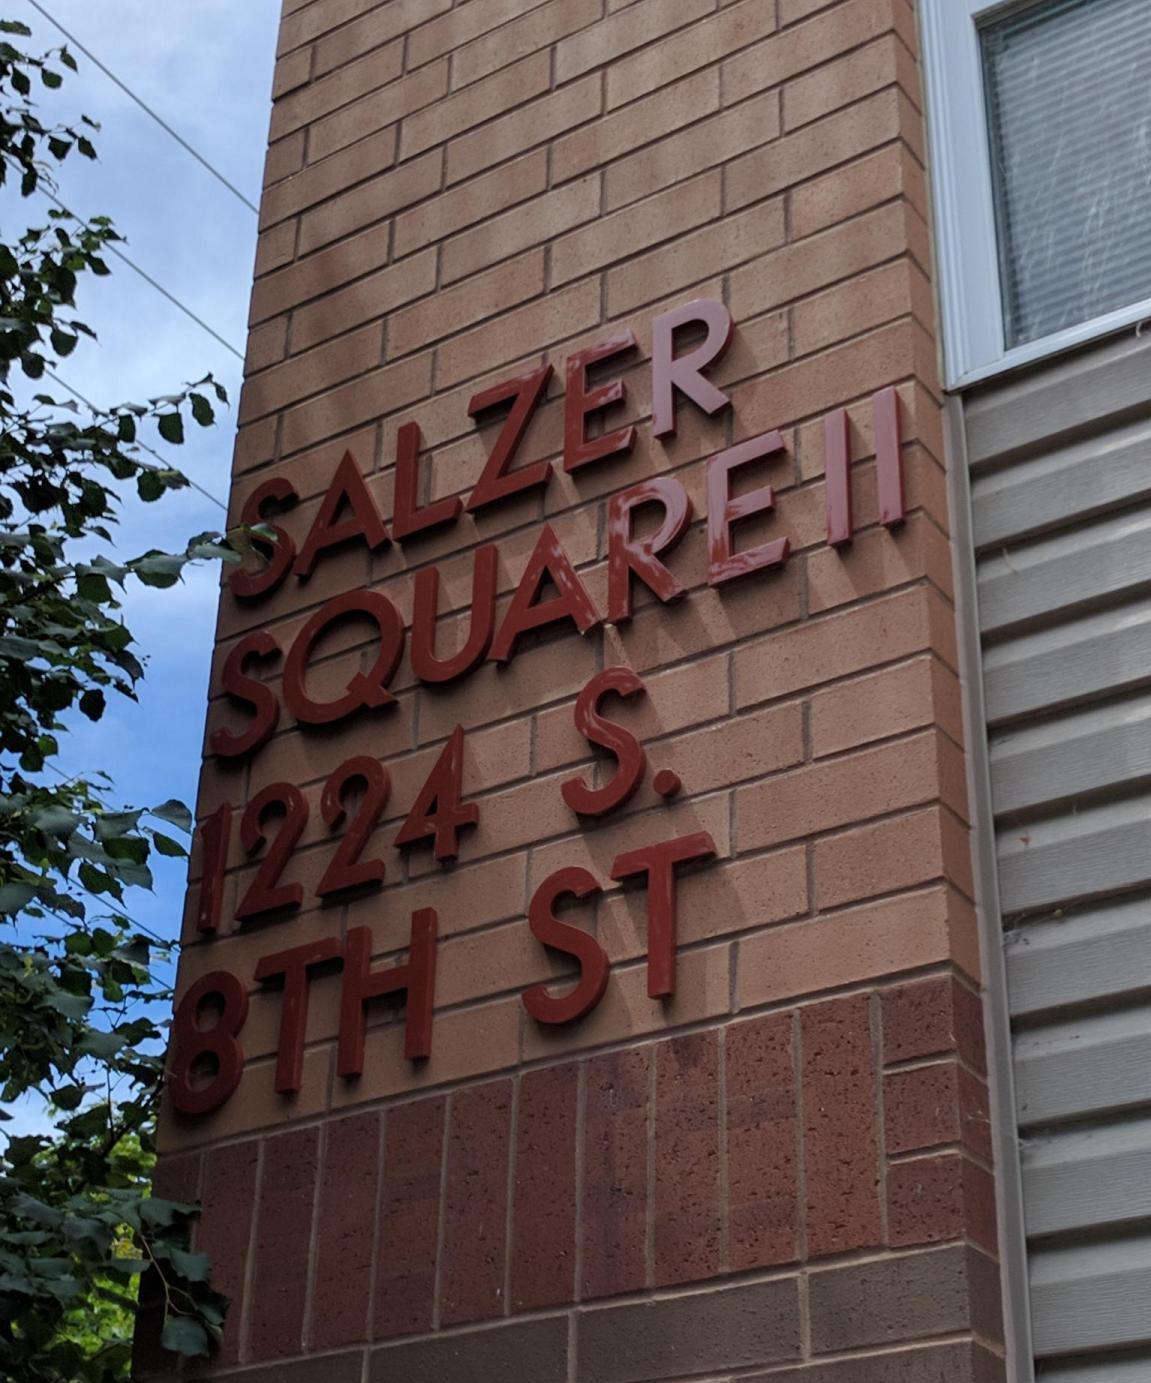 SALZER
SQUARE II
1224 S.
8TH ST